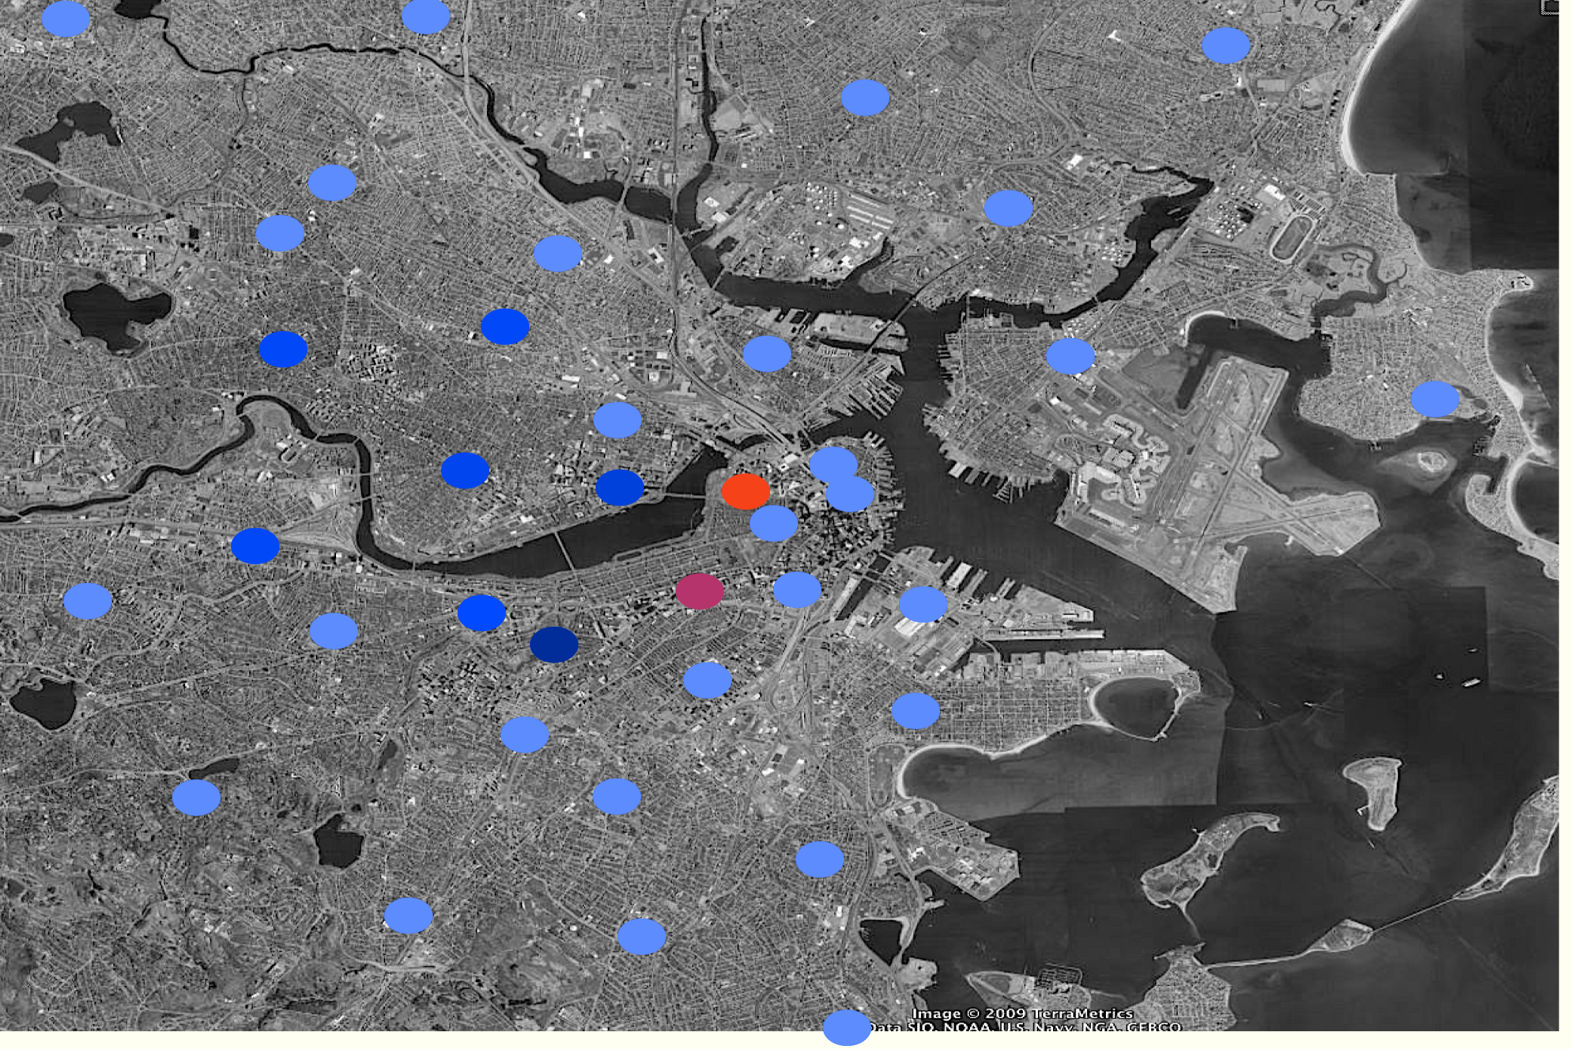 Image © 2009 TerraMetrics
Data SIO, NOAA, U.S. Navy, NGA, GEBCO